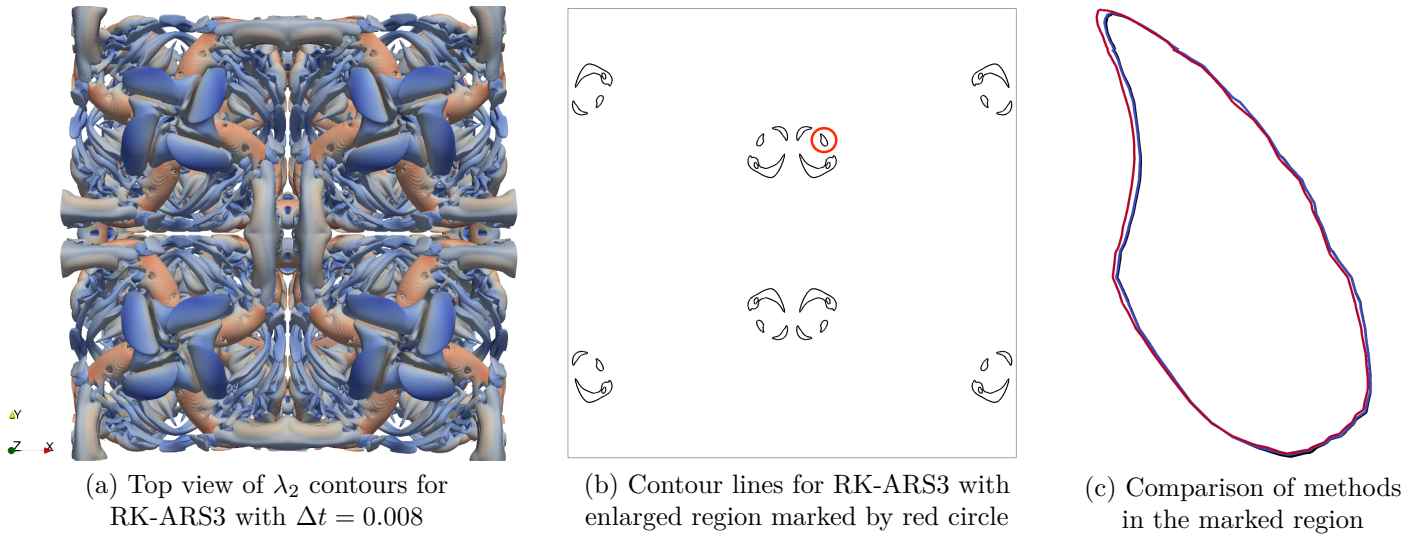 Y
Z
X
(a) Top view of λ₂ contours for
RK-ARS3 with Δt = 0.008
(b) Contour lines for RK-ARS3 with
enlarged region marked by red circle
(c) Comparison of methods
in the marked region